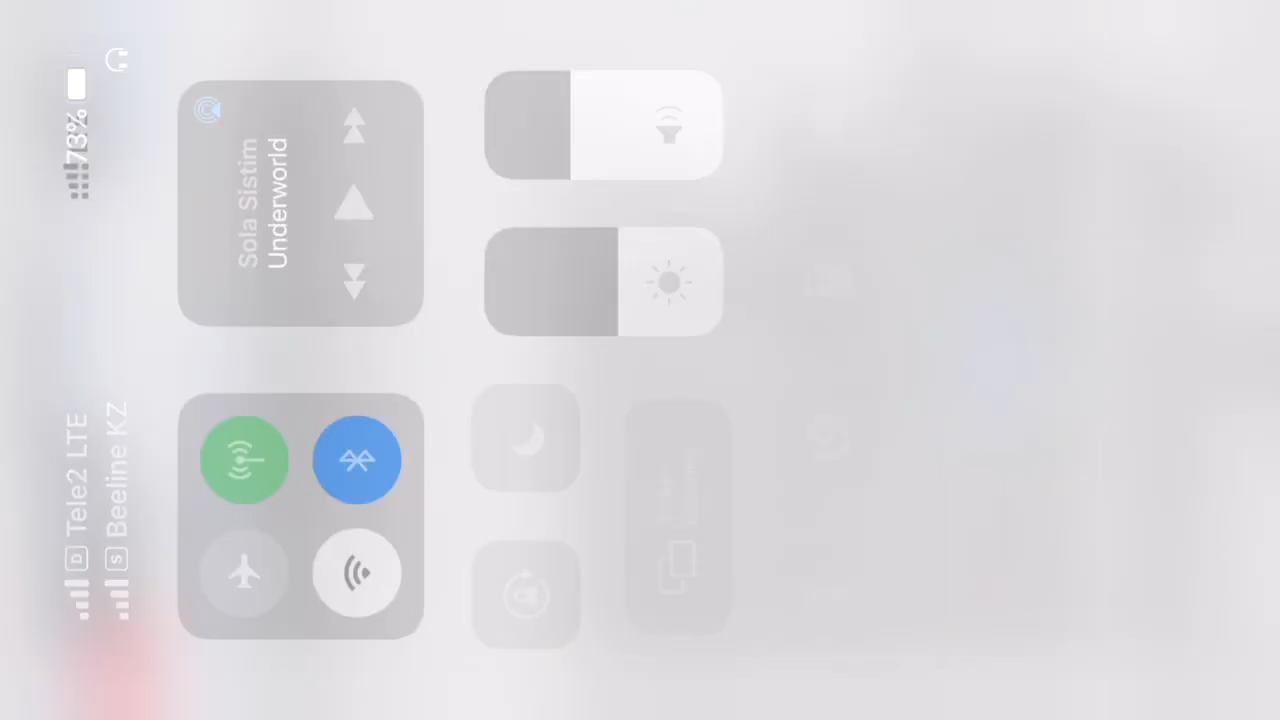 D Tele2 LTE
73%
S Beeline KZ
Sola Sistim
Underworld